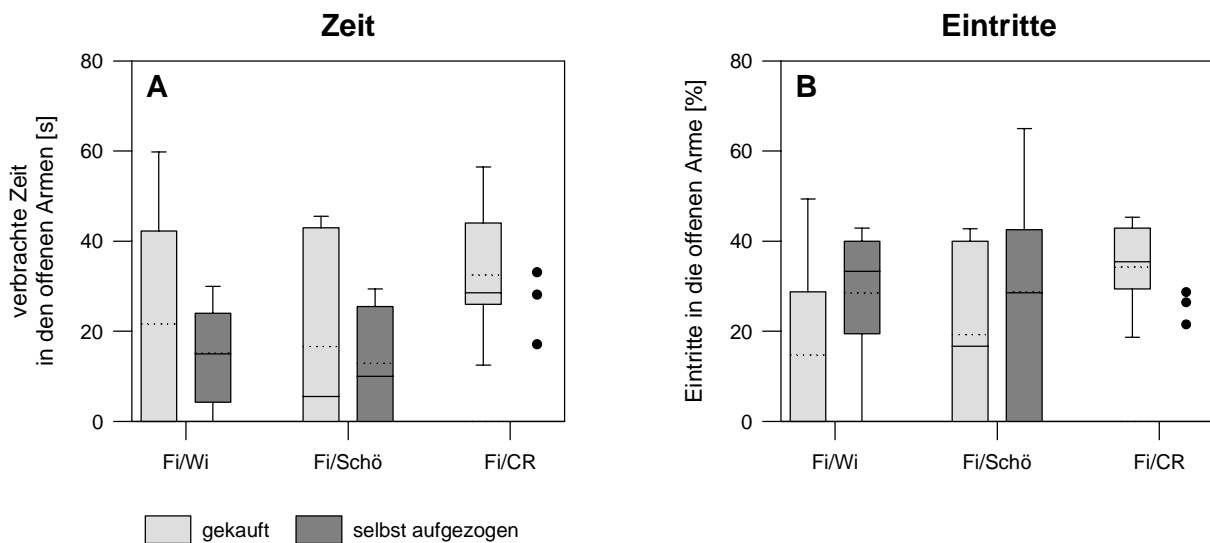 Zeit
A
verbrachte Zeit
in den offenen Armen [s]
80
60
40
20
0
Fi/Wi
Fi/Schö
Fi/CR
Eintritte
B
Eintritte in die offenen Arme [%]
80
60
40
20
0
Fi/Wi
Fi/Schö
Fi/CR
gekauft
selbst aufgezogen